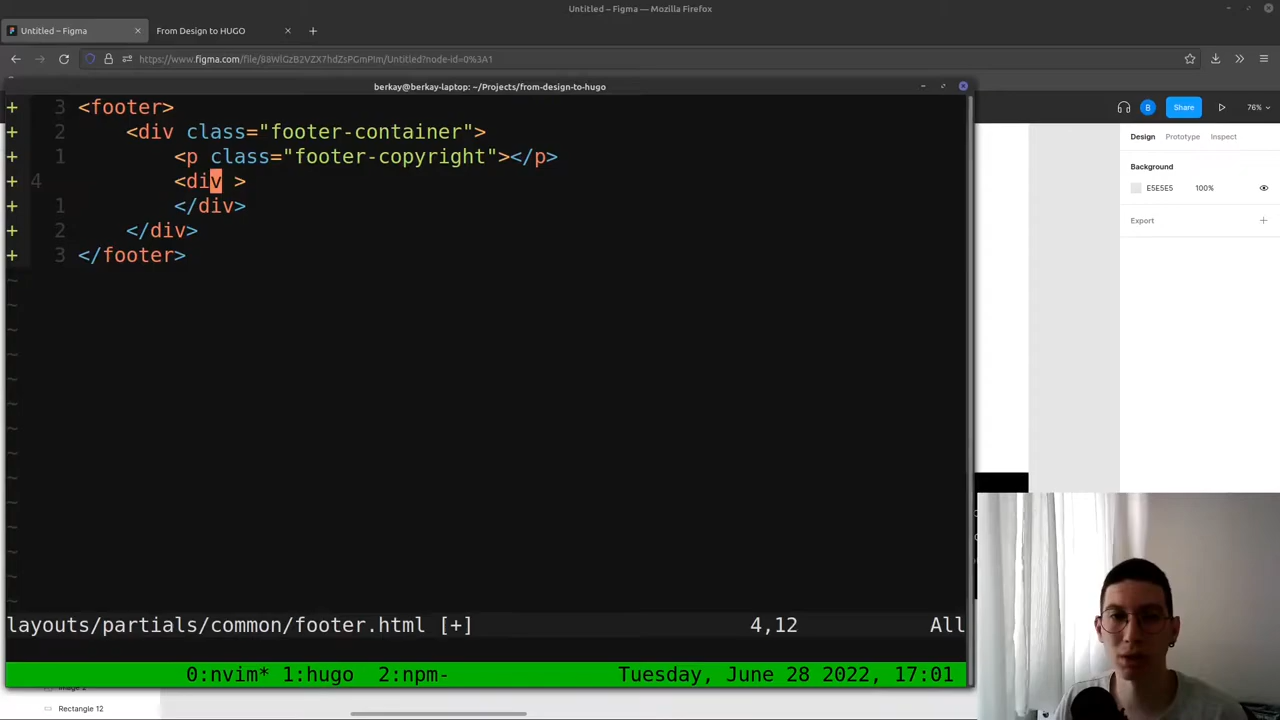 Untitled – Figma — Mozilla Firefox
Untitled – Figma
From Design to HUGO
https://www.figma.com/file/B8WlGzB2VZX7hdZsPGmPIm/Untitled?node-id=0%3A1
berkay@berkay-laptop: ~/Projects/from-design-to-hugo
B
Share
76%
Design Prototype Inspect
Background
E5E5E5 100%
Export
+ 3 <footer>
+ 2 <div class="footer-container">
+ 1 <p class="footer-copyright"></p>
+ 4 <div >
+ 1 </div>
+ 2 </div>
+ 3 </footer>
~
~
~
~
~
~
~
~
~
~
~
~
~
~
layouts/partials/common/footer.html [+] 4,12 All
0:nvim* 1:hugo 2:npm- Tuesday, June 28 2022, 17:01
Image 2
Rectangle 12